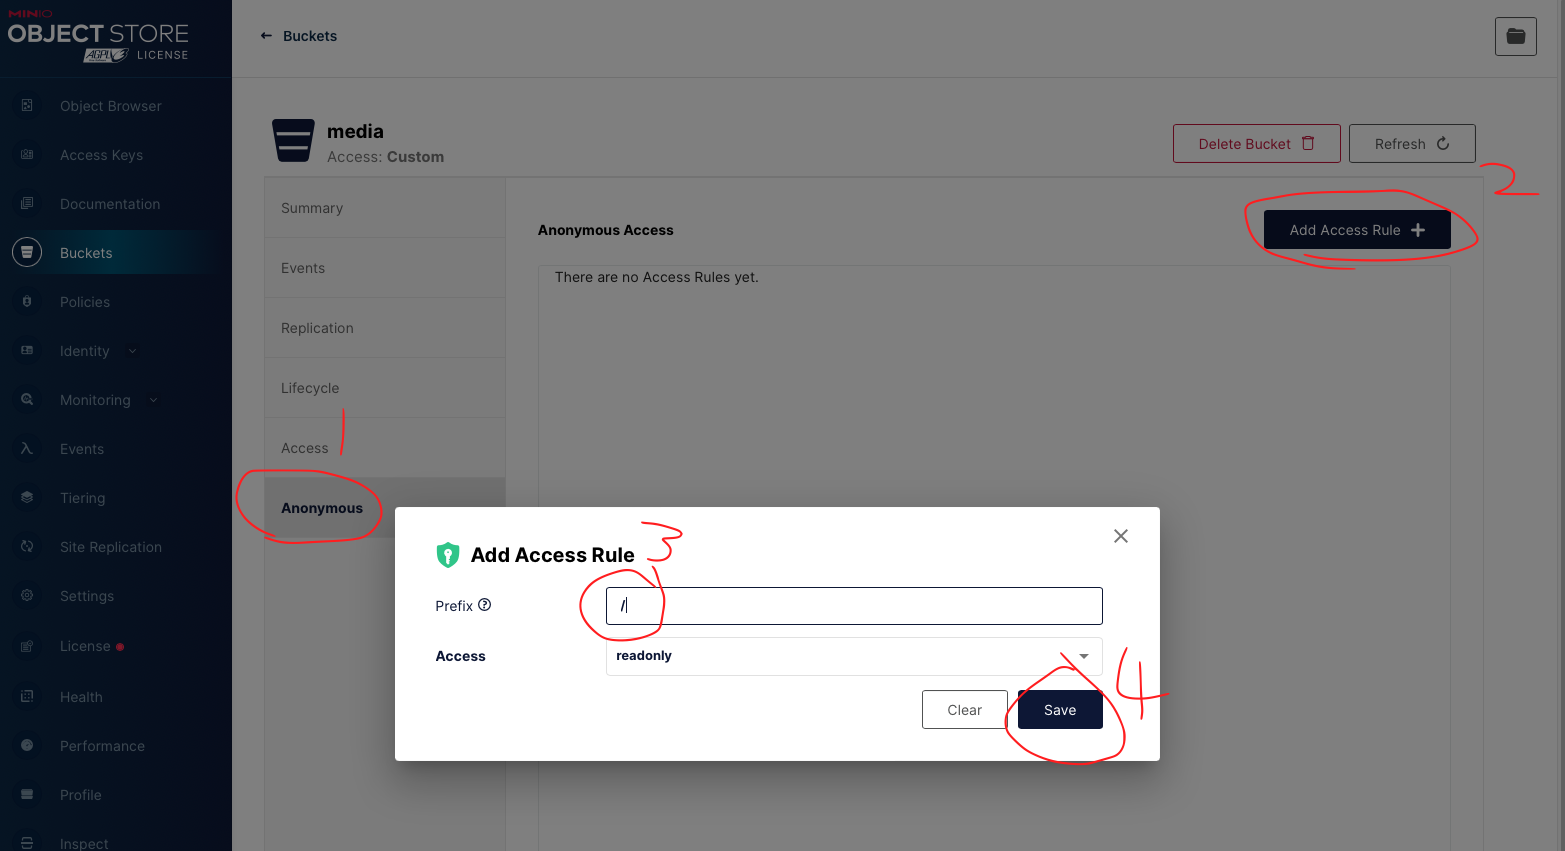 MINIO
OBJECT STORE
AGPL v3 LICENSE
Object Browser
Access Keys
Documentation
Buckets
Policies
Identity
Monitoring
Events
Tiering
Site Replication
Settings
License
Health
Performance
Profile
Inspect
← Buckets
media
Access: Custom
Delete Bucket
Refresh
2
Summary
Events
Replication
Lifecycle
Access
1
Anonymous
Anonymous Access
Add Access Rule +
There are no Access Rules yet.
Add Access Rule
3
Prefix
/
Access
readonly
Clear
Save
4